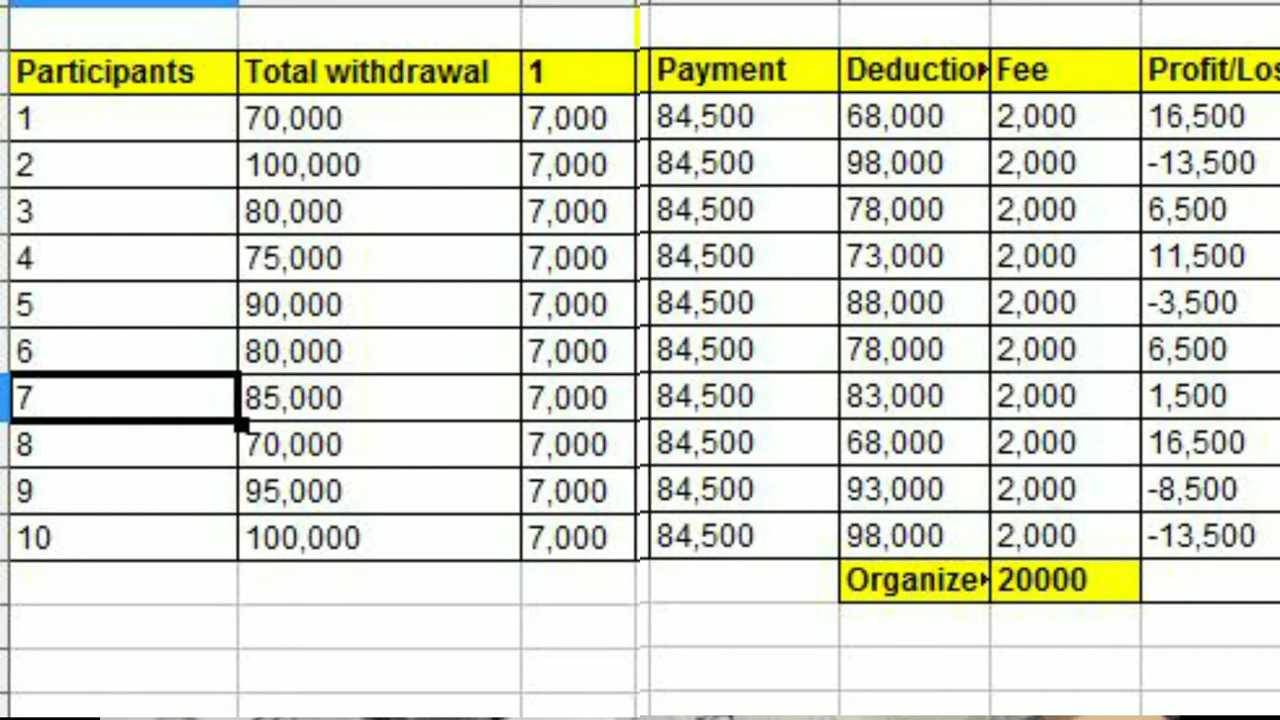 Participants Total withdrawal 1 Payment Deductio Fee Profit/Los
1 70,000 7,000 84,500 68,000 2,000 16,500
2 100,000 7,000 84,500 98,000 2,000 -13,500
3 80,000 7,000 84,500 78,000 2,000 6,500
4 75,000 7,000 84,500 73,000 2,000 11,500
5 90,000 7,000 84,500 88,000 2,000 -3,500
6 80,000 7,000 84,500 78,000 2,000 6,500
7 85,000 7,000 84,500 83,000 2,000 1,500
8 70,000 7,000 84,500 68,000 2,000 16,500
9 95,000 7,000 84,500 93,000 2,000 -8,500
10 100,000 7,000 84,500 98,000 2,000 -13,500
Organize 20000